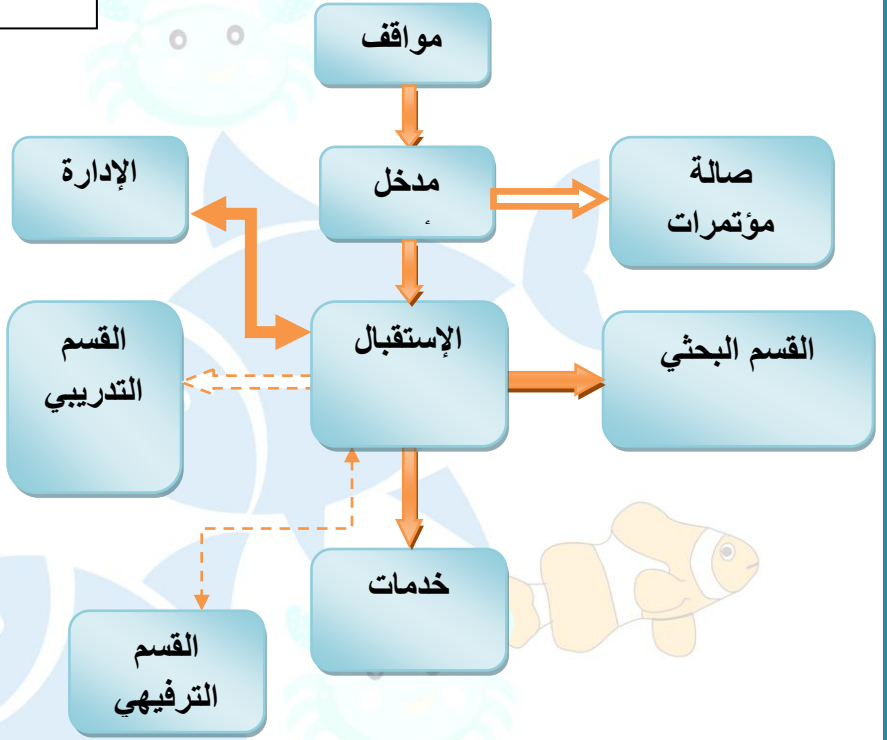 مواقف
مدخل
صالة
مؤتمرات
الإدارة
الإستقبال
القسم البحثي
القسم
التدريبي
خدمات
القسم
الترفيهي